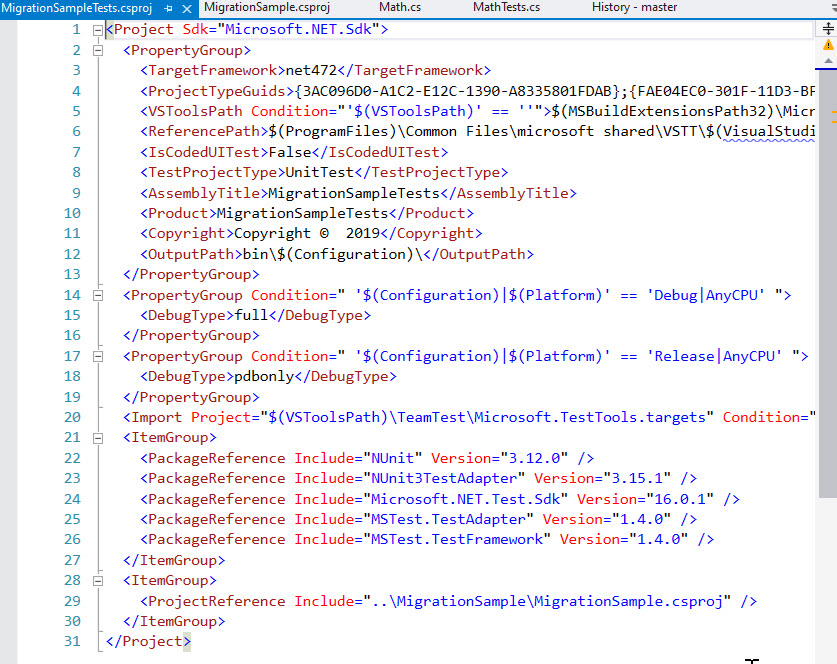 MigrationSampleTests.csproj MigrationSample.csproj Math.cs MathTests.cs History - master
1 <Project Sdk="Microsoft.NET.Sdk">
2 <PropertyGroup>
3 <TargetFramework>net472</TargetFramework>
4 <ProjectTypeGuids>{3AC096D0-A1C2-E12C-1390-A8335801FDAB};{FAE04EC0-301F-11D3-BF
5 <VSToolsPath Condition="'$(VSToolsPath)' == ''">$(MSBuildExtensionsPath32)\Micr
6 <ReferencePath>$(ProgramFiles)\Common Files\microsoft shared\VSTT\$(VisualStudi
7 <IsCodedUITest>False</IsCodedUITest>
8 <TestProjectType>UnitTest</TestProjectType>
9 <AssemblyTitle>MigrationSampleTests</AssemblyTitle>
10 <Product>MigrationSampleTests</Product>
11 <Copyright>Copyright ©  2019</Copyright>
12 <OutputPath>bin\$(Configuration)\</OutputPath>
13 </PropertyGroup>
14 <PropertyGroup Condition=" '$(Configuration)|$(Platform)' == 'Debug|AnyCPU' ">
15 <DebugType>full</DebugType>
16 </PropertyGroup>
17 <PropertyGroup Condition=" '$(Configuration)|$(Platform)' == 'Release|AnyCPU' ">
18 <DebugType>pdbonly</DebugType>
19 </PropertyGroup>
20 <Import Project="$(VSToolsPath)\TeamTest\Microsoft.TestTools.targets" Condition="
21 <ItemGroup>
22 <PackageReference Include="NUnit" Version="3.12.0" />
23 <PackageReference Include="NUnit3TestAdapter" Version="3.15.1" />
24 <PackageReference Include="Microsoft.NET.Test.Sdk" Version="16.0.1" />
25 <PackageReference Include="MSTest.TestAdapter" Version="1.4.0" />
26 <PackageReference Include="MSTest.TestFramework" Version="1.4.0" />
27 </ItemGroup>
28 <ItemGroup>
29 <ProjectReference Include="..\MigrationSample\MigrationSample.csproj" />
30 </ItemGroup>
31 </Project>